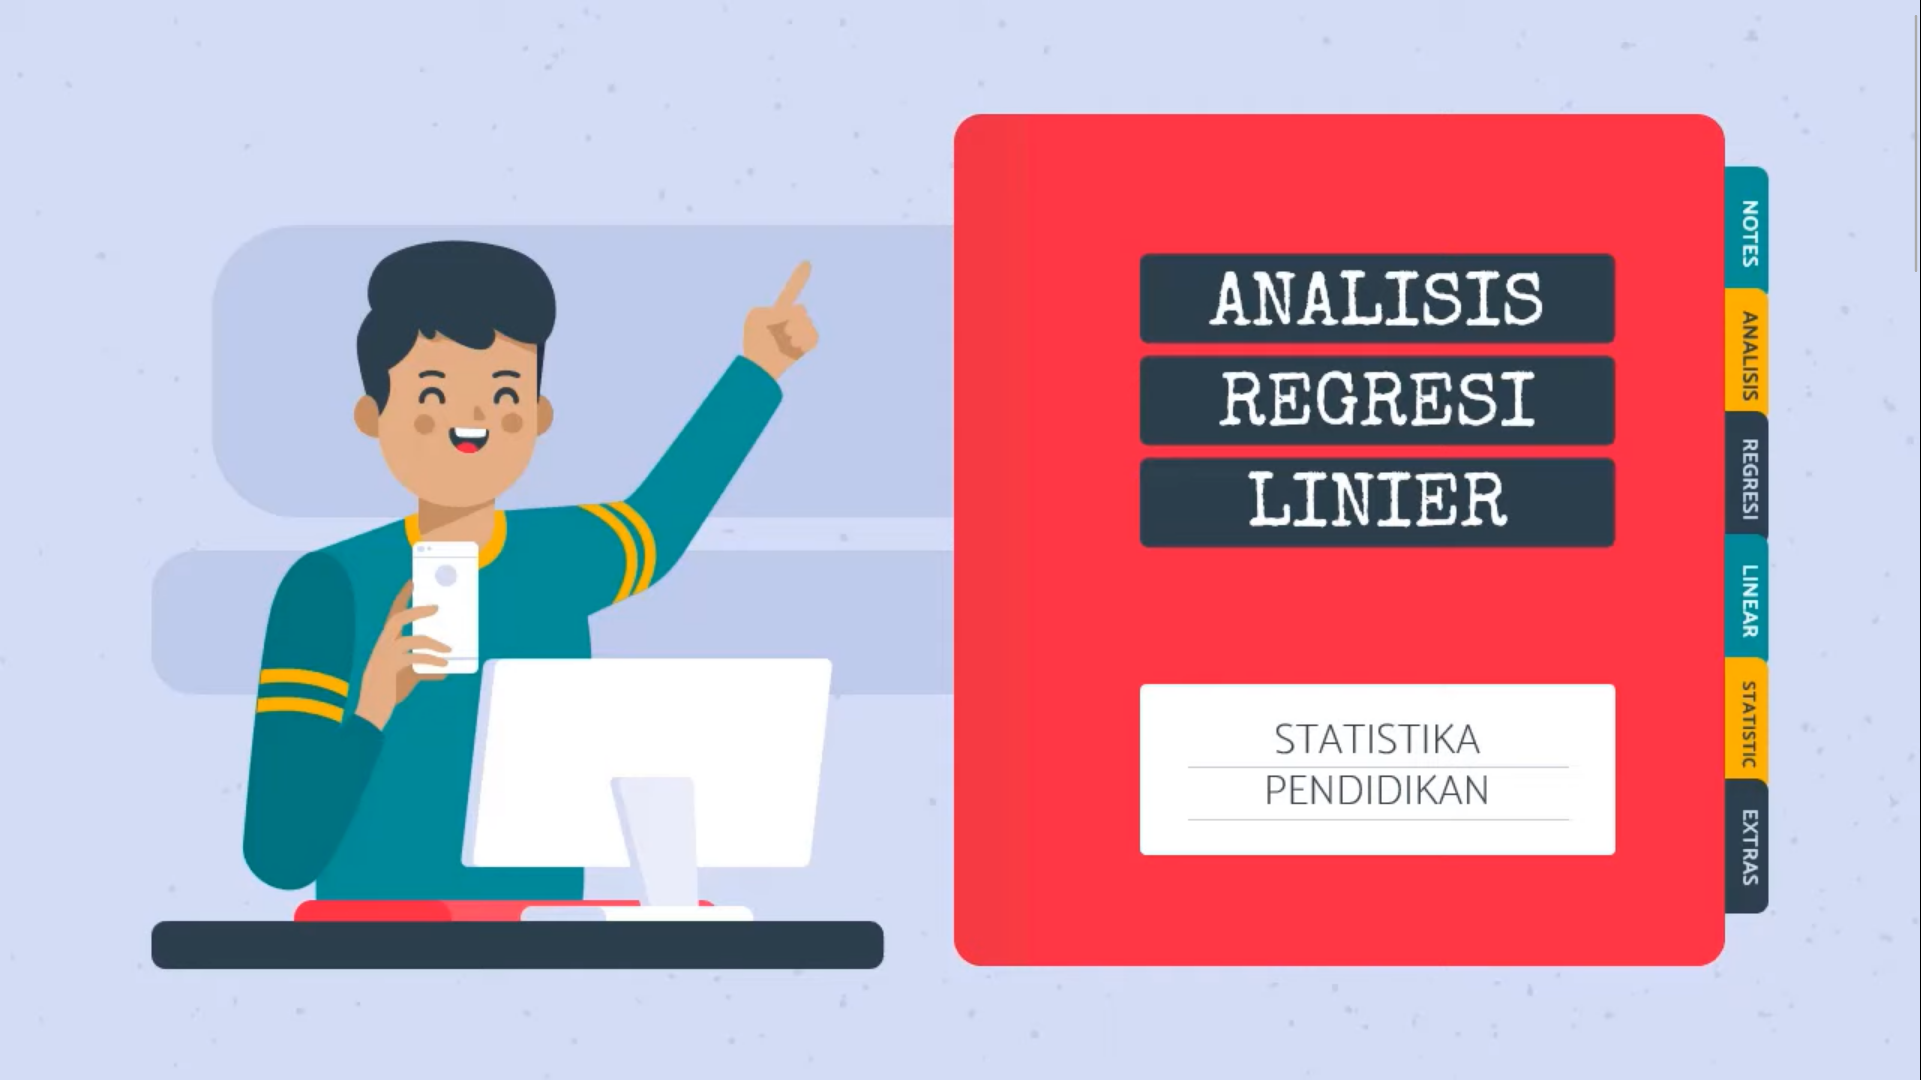 ANALISIS
REGRESI
LINIER
STATISTIKA
PENDIDIKAN
NOTES
ANALISIS
REGRESI
LINEAR
STATISTIC
EXTRAS